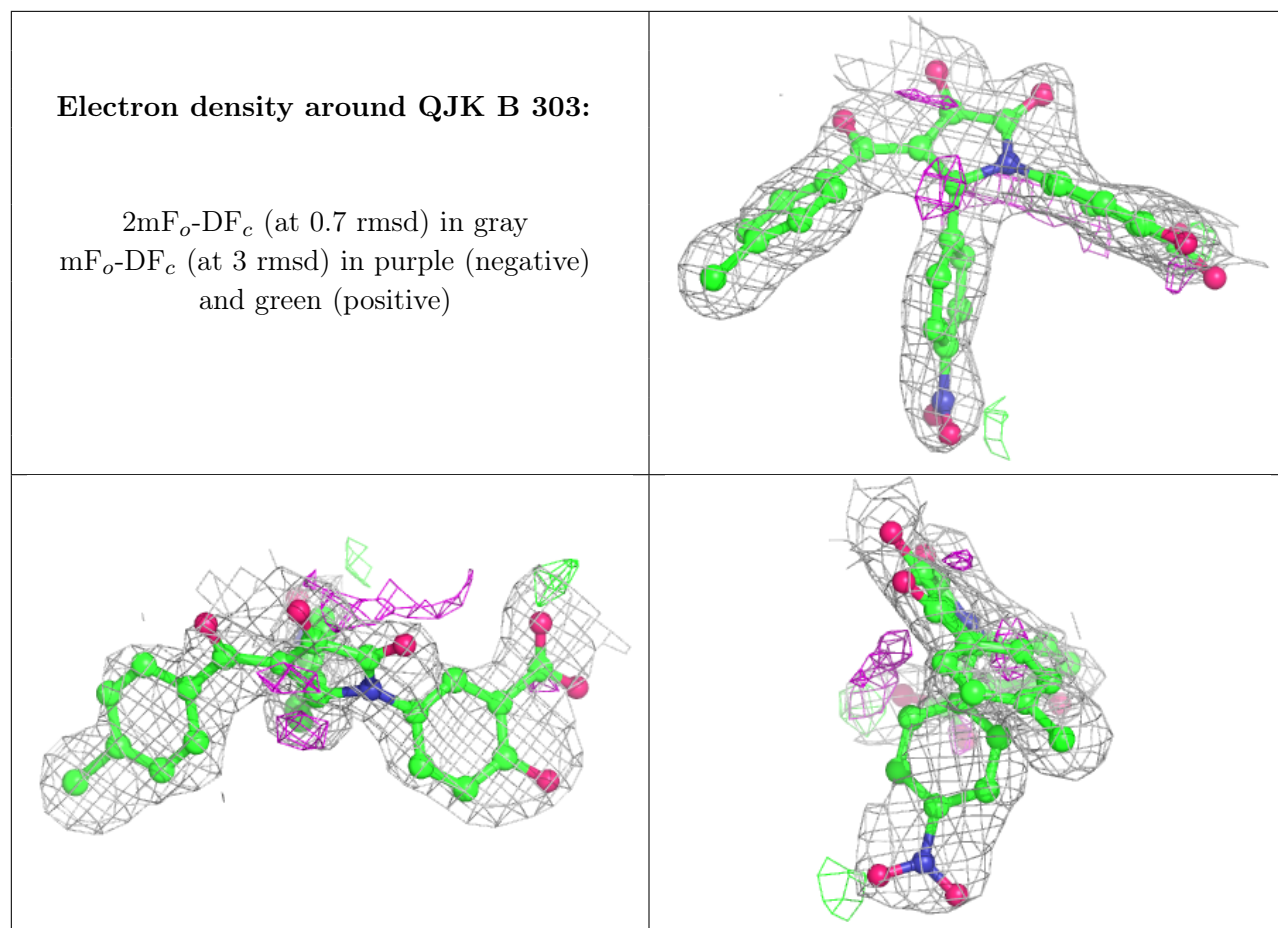 Electron density around QJK B 303:
2mFo-DFc (at 0.7 rmsd) in gray
mFo-DFc (at 3 rmsd) in purple (negative)
and green (positive)